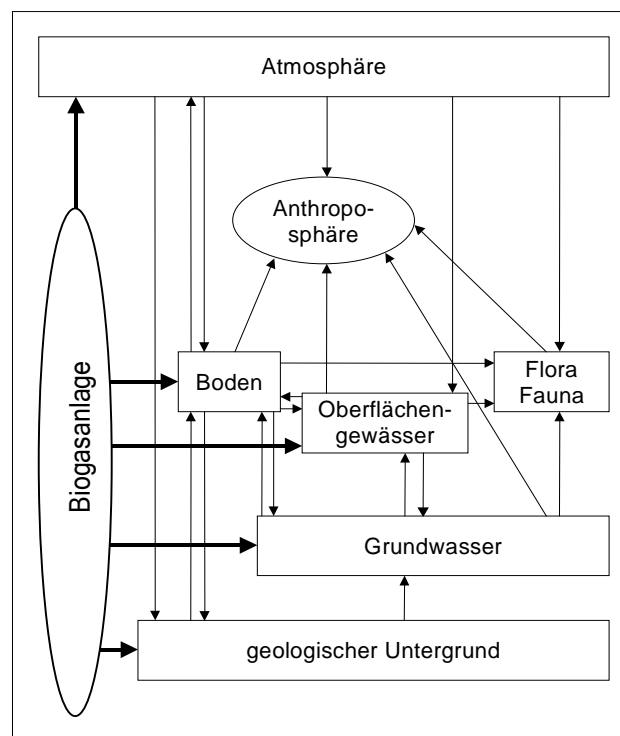 Atmosphäre
Anthropo-
sphäre
Boden
Flora
Fauna
Oberflächen-
gewässer
Biogasanlage
Grundwasser
geologischer Untergrund